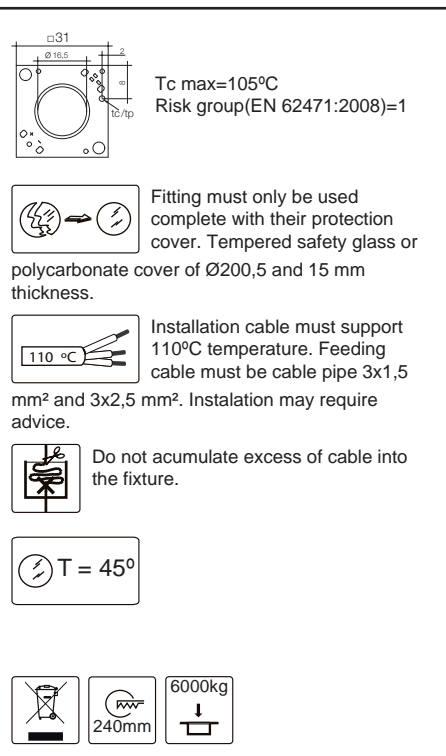 □31
Ø 16,5
2
8
tc/tp
Tc max=105ºC
Risk group(EN 62471:2008)=1
Fitting must only be used
complete with their protection
cover. Tempered safety glass or
polycarbonate cover of Ø200,5 and 15 mm
thickness.
110 ºC
Installation cable must support
110ºC temperature. Feeding
cable must be cable pipe 3x1,5
mm² and 3x2,5 mm². Instalation may require
advice.
Do not acumulate excess of cable into
the fixture.
T = 45º
240mm
6000kg